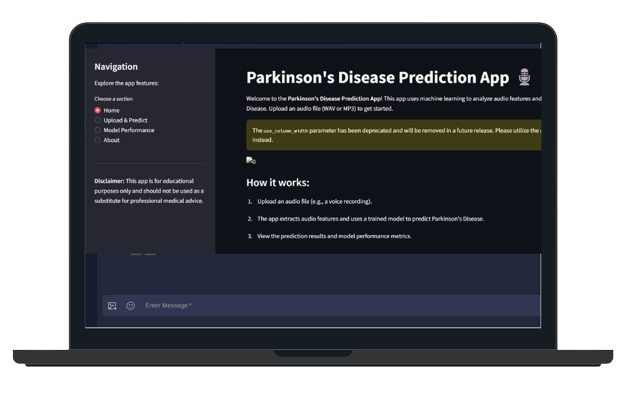 Navigation
Explore the app features:
Choose a section
Home
Upload & Predict
Model Performance
About
Disclaimer: This app is for educational
purposes only and should not be used as a
substitute for professional medical advice.
Parkinson's Disease Prediction App
Welcome to the Parkinson's Disease Prediction App! This app uses machine learning to analyze audio features and
Disease. Upload an audio file (WAV or MP3) to get started.
The use_column_width parameter has been deprecated and will be removed in a future release. Please utilize the
instead.
0
How it works:
1. Upload an audio file (e.g., a voice recording).
2. The app extracts audio features and uses a trained model to predict Parkinson's Disease.
3. View the prediction results and model performance metrics.
Enter Message *